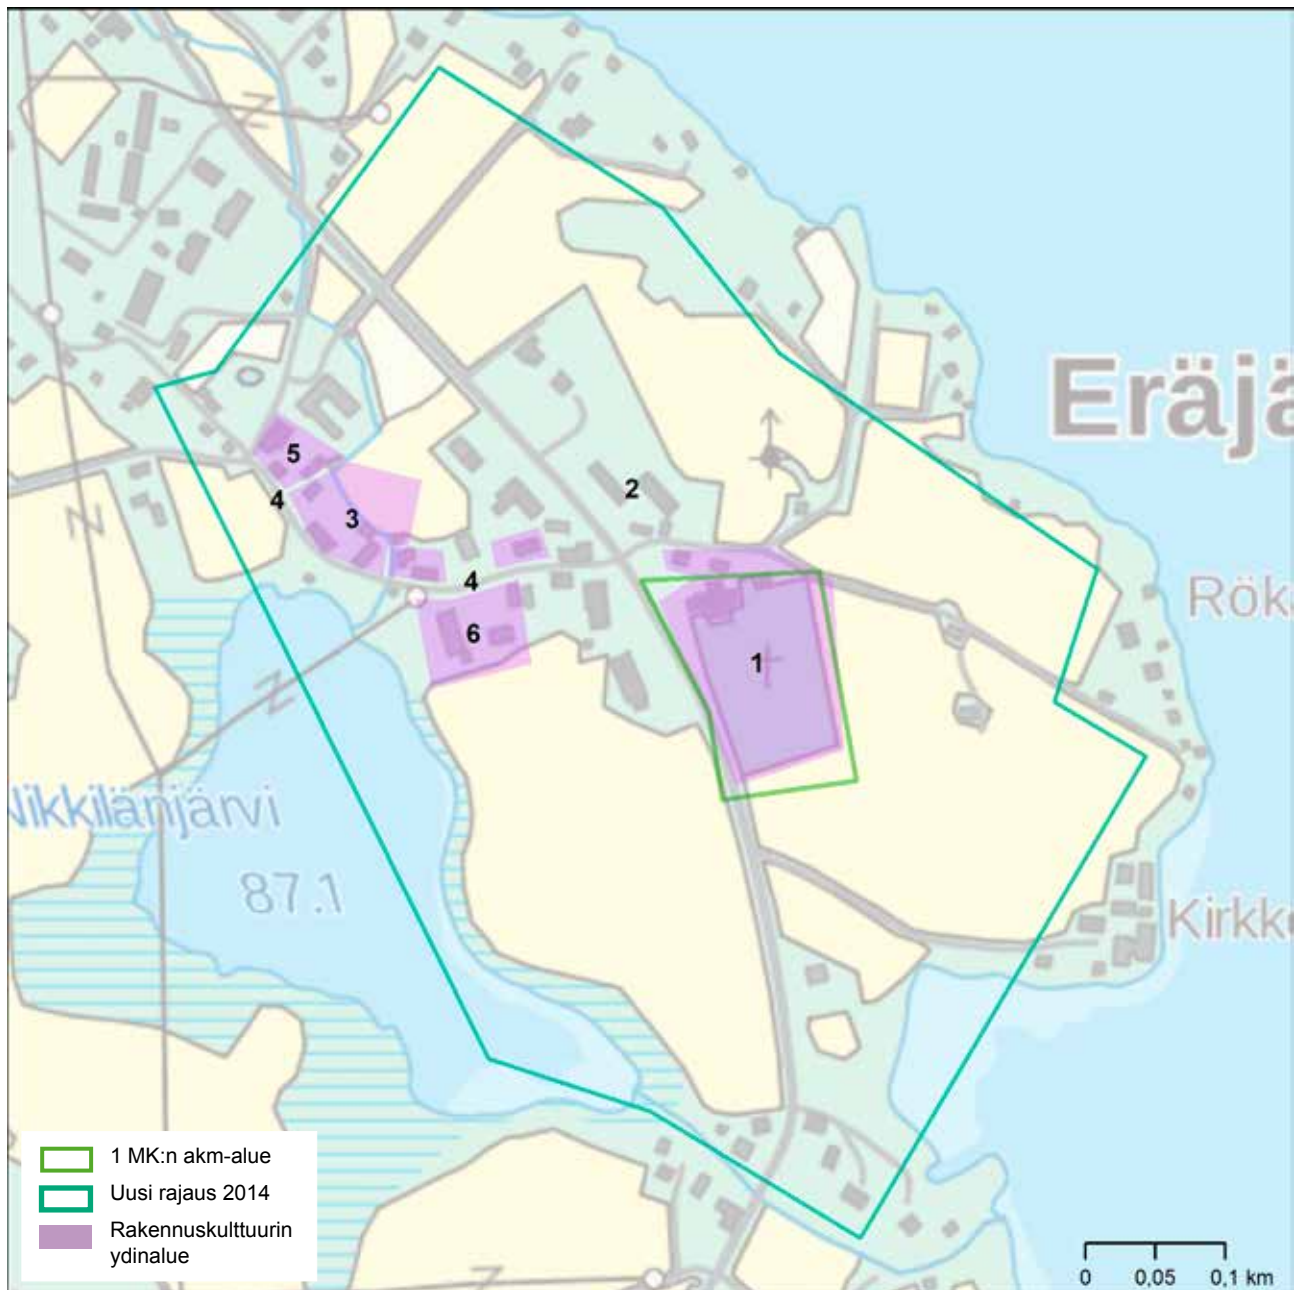 Eräjä
2
5
4
3
4
6
1
Rök
Nikkilänjärvi
87.1
Kirkk
1 MK:n akm-alue
Uusi rajaus 2014
Rakennuskulttuurin
ydinalue
0 0,05 0,1 km